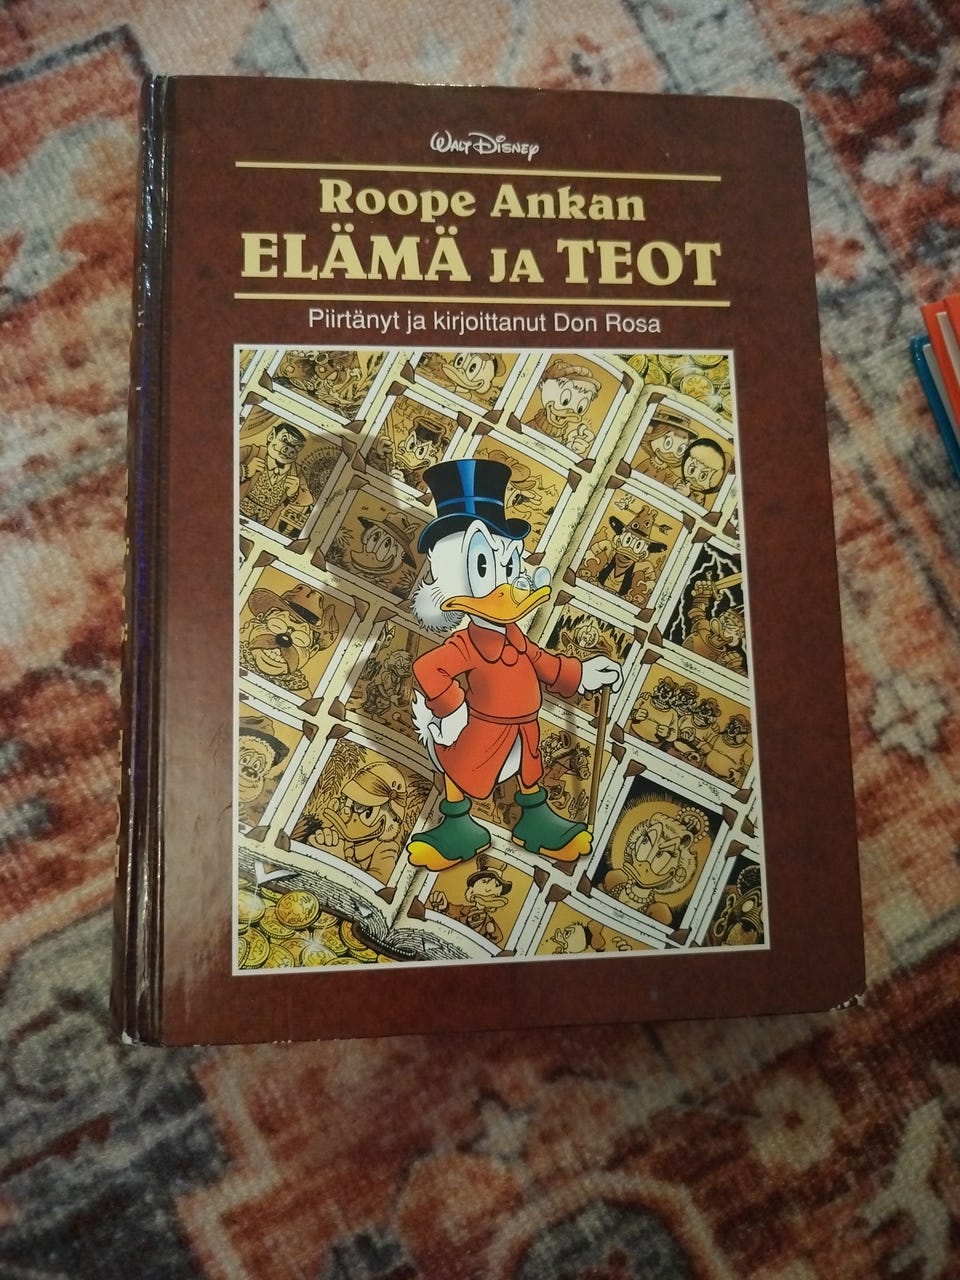 Walt Disney
Roope Ankan
ELÄMÄ JA TEOT
Piirtänyt ja kirjoittanut Don Rosa